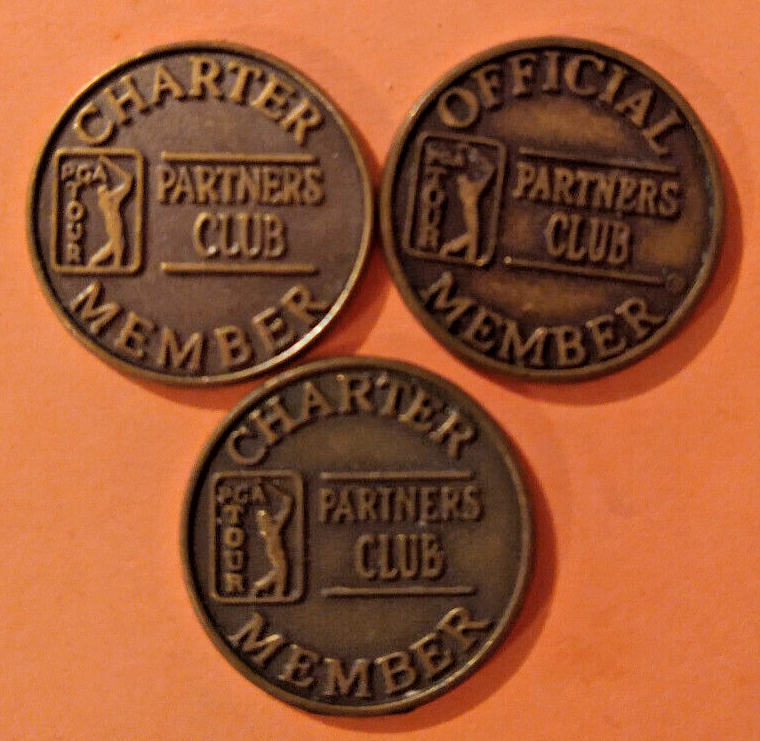 CHARTER
PGA
TOUR
PARTNERS
CLUB
MEMBER
OFFICIAL
PGA
TOUR
PARTNERS
CLUB
MEMBER
CHARTER
PGA
TOUR
PARTNERS
CLUB
MEMBER